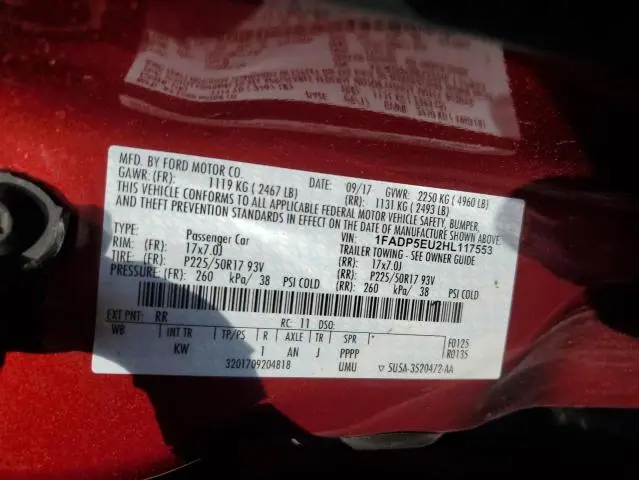 MFD. BY FORD MOTOR CO.
DATE: 09/17 GVWR: 2250 KG ( 4960 LB)
GAWR: (FR): 1119 KG ( 2467 LB) (RR): 1131 KG ( 2493 LB)
THIS VEHICLE CONFORMS TO ALL APPLICABLE FEDERAL MOTOR VEHICLE SAFETY, BUMPER,
AND THEFT PREVENTION STANDARDS IN EFFECT ON THE DATE OF MANUFACTURE SHOWN ABOVE.
VIN: 1FADP5EU2HL117553
TYPE: Passenger Car TRAILER TOWING - SEE OWNER GUIDE
RIM: (FR) 17x7.0J (RR): 17x7.0J
TIRE: (FR) P225/50R17 93V (RR): P225/50R17 93V
PRESSURE: (FR) 260 kPa/ 38 PSI COLD (RR): 260 kPa/ 38 PSI COLD
EXT PNT: RR RC: 11 DSO:
WB INT TR TP/PS R AXLE TR SPR F0125
KW 1 AN J PPPP R0135
3201709204818 UMU ▽ 5U5A-3520472-AA